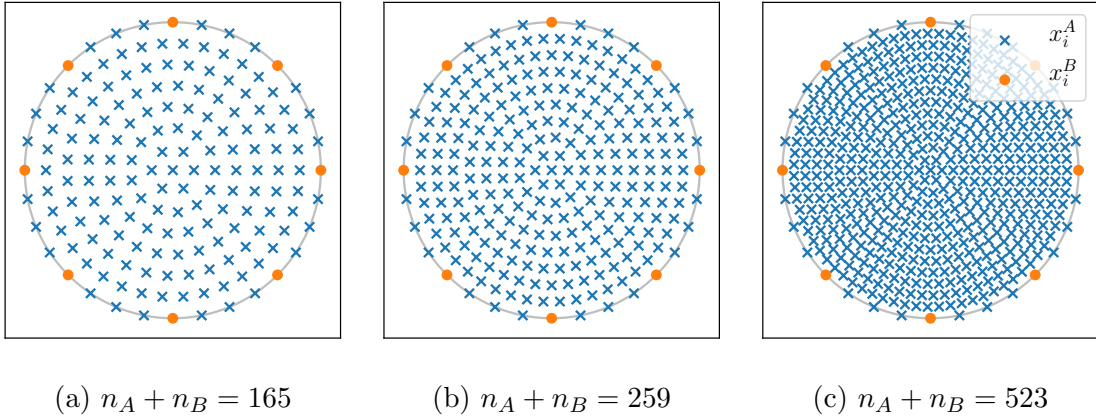 x_i^A
x_i^B
(a) n_A + n_B = 165
(b) n_A + n_B = 259
(c) n_A + n_B = 523